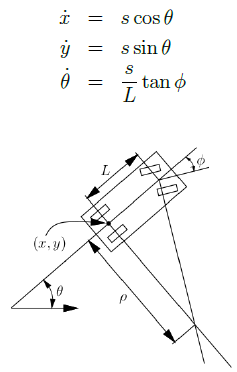 ẋ = s cos θ
ẏ = s sin θ
θ̇ = s/L tan ϕ
L
ϕ
(x, y)
θ
ρ